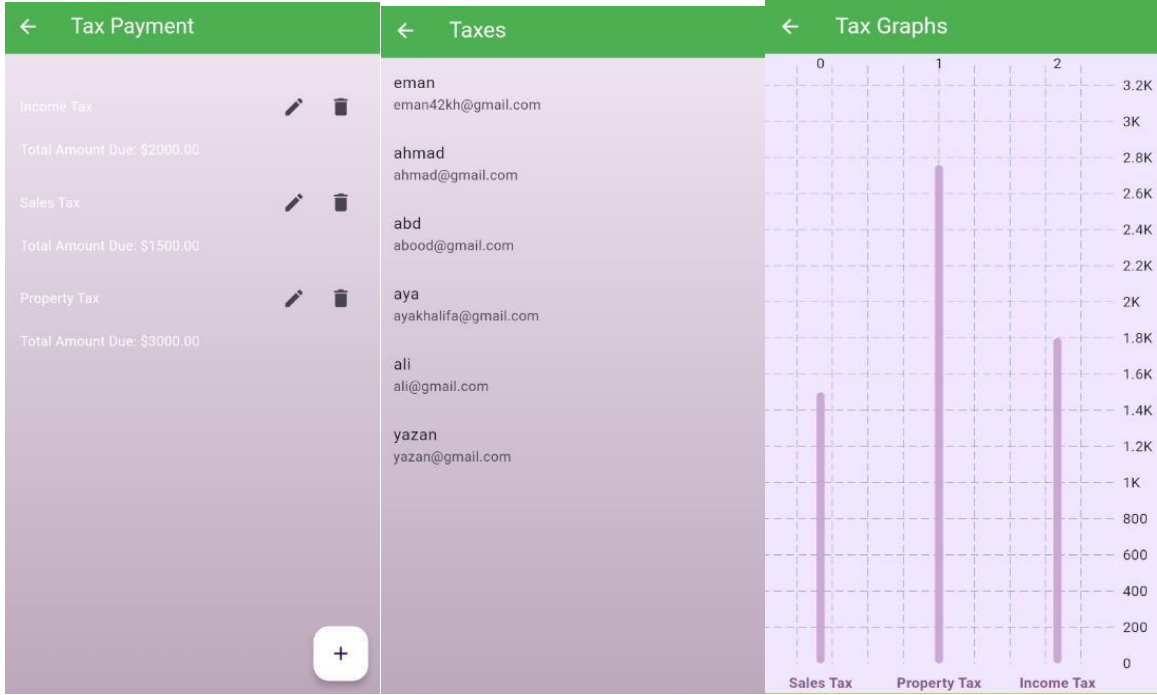 Tax Payment
Income Tax
Total Amount Due: $2000.00
Sales Tax
Total Amount Due: $1500.00
Property Tax
Total Amount Due: $3000.00
+
Taxes
eman
eman42kh@gmail.com
ahmad
ahmad@gmail.com
abd
abood@gmail.com
aya
ayakhalifa@gmail.com
ali
ali@gmail.com
yazan
yazan@gmail.com
Tax Graphs
0 1 2
3.2K
3K
2.8K
2.6K
2.4K
2.2K
2K
1.8K
1.6K
1.4K
1.2K
1K
800
600
400
200
0
Sales Tax Property Tax Income Tax